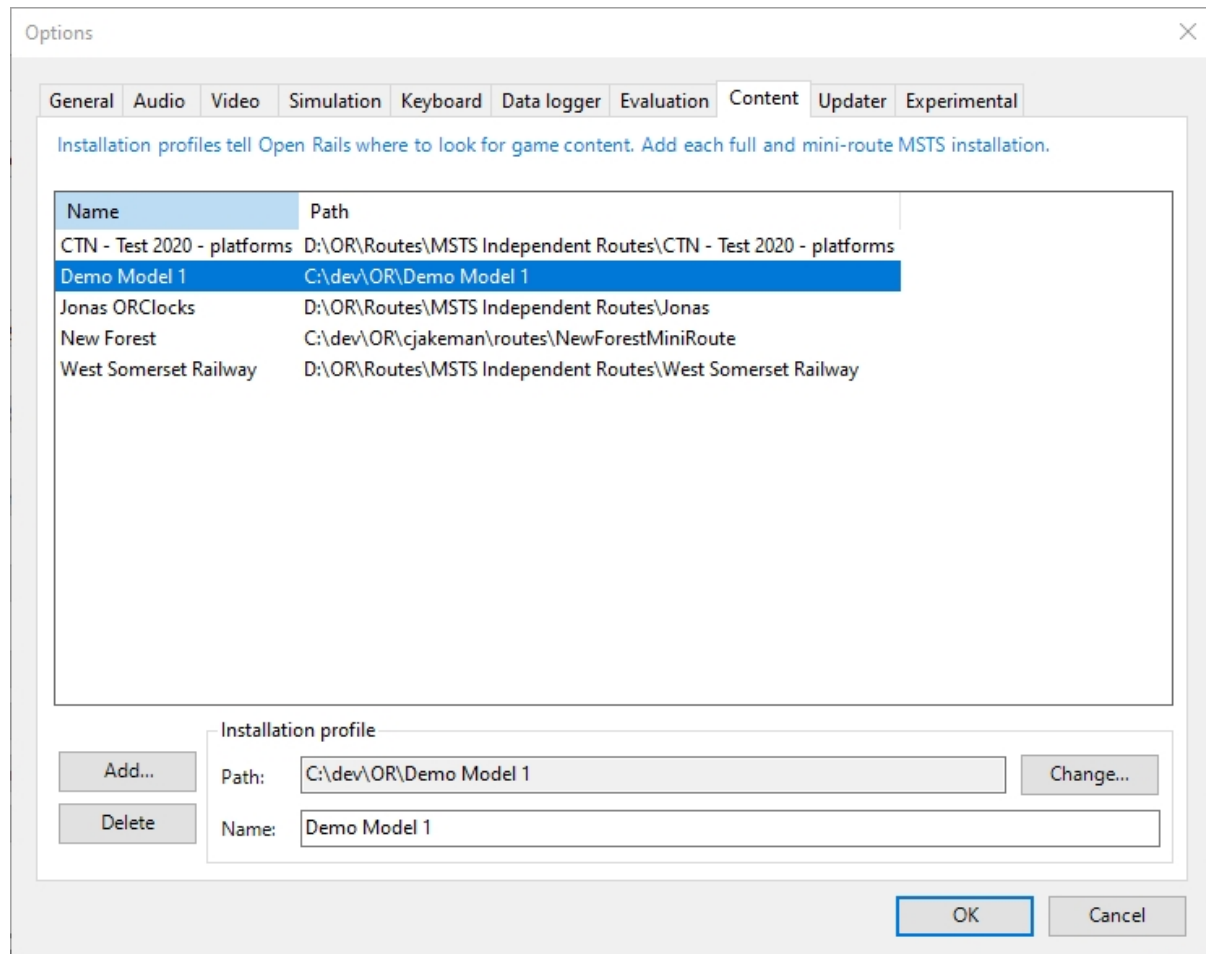 Options
General Audio Video Simulation Keyboard Data logger Evaluation Content Updater Experimental
Installation profiles tell Open Rails where to look for game content. Add each full and mini-route MSTS installation.
Name Path
CTN - Test 2020 - platforms D:\OR\Routes\MSTS Independent Routes\CTN - Test 2020 - platforms
Demo Model 1 C:\dev\OR\Demo Model 1
Jonas ORClocks D:\OR\Routes\MSTS Independent Routes\Jonas
New Forest C:\dev\OR\cjakeman\routes\NewForestMiniRoute
West Somerset Railway D:\OR\Routes\MSTS Independent Routes\West Somerset Railway
Installation profile
Add... Path: C:\dev\OR\Demo Model 1 Change...
Delete Name: Demo Model 1
OK Cancel